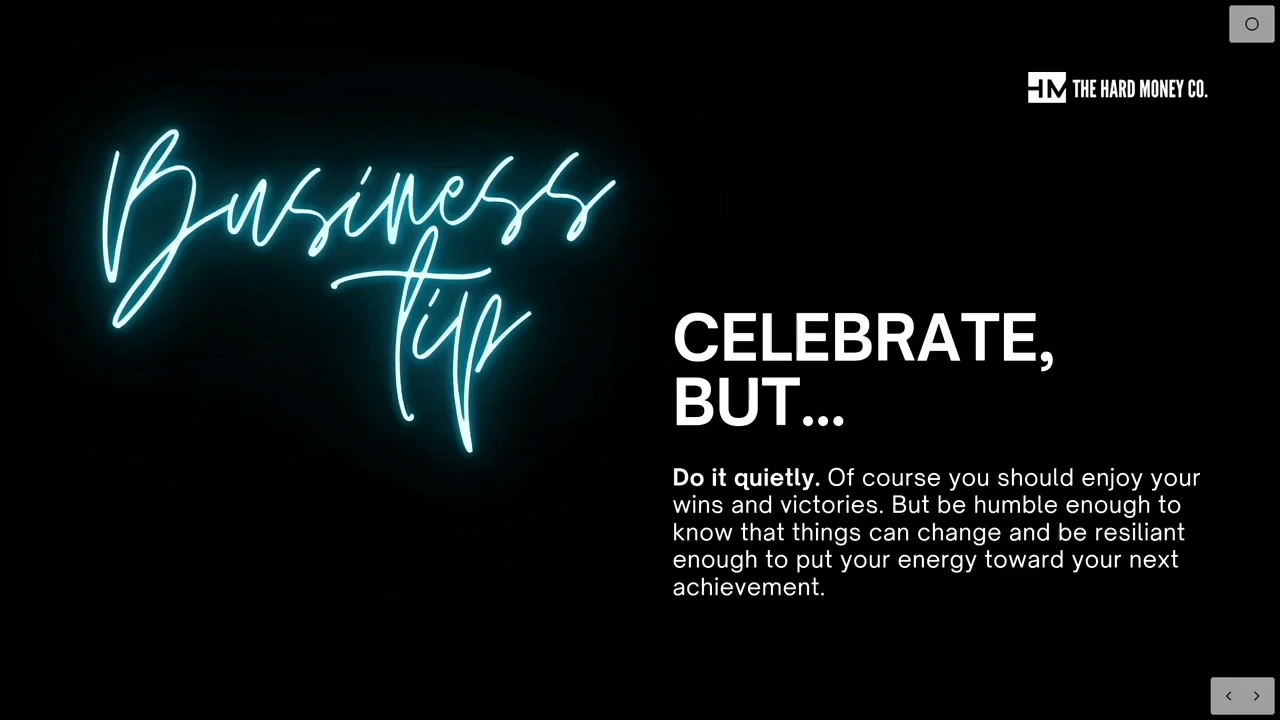 HM THE HARD MONEY CO.
Business
tip
CELEBRATE,
BUT...
Do it quietly. Of course you should enjoy your
wins and victories. But be humble enough to
know that things can change and be resiliant
enough to put your energy toward your next
achievement.